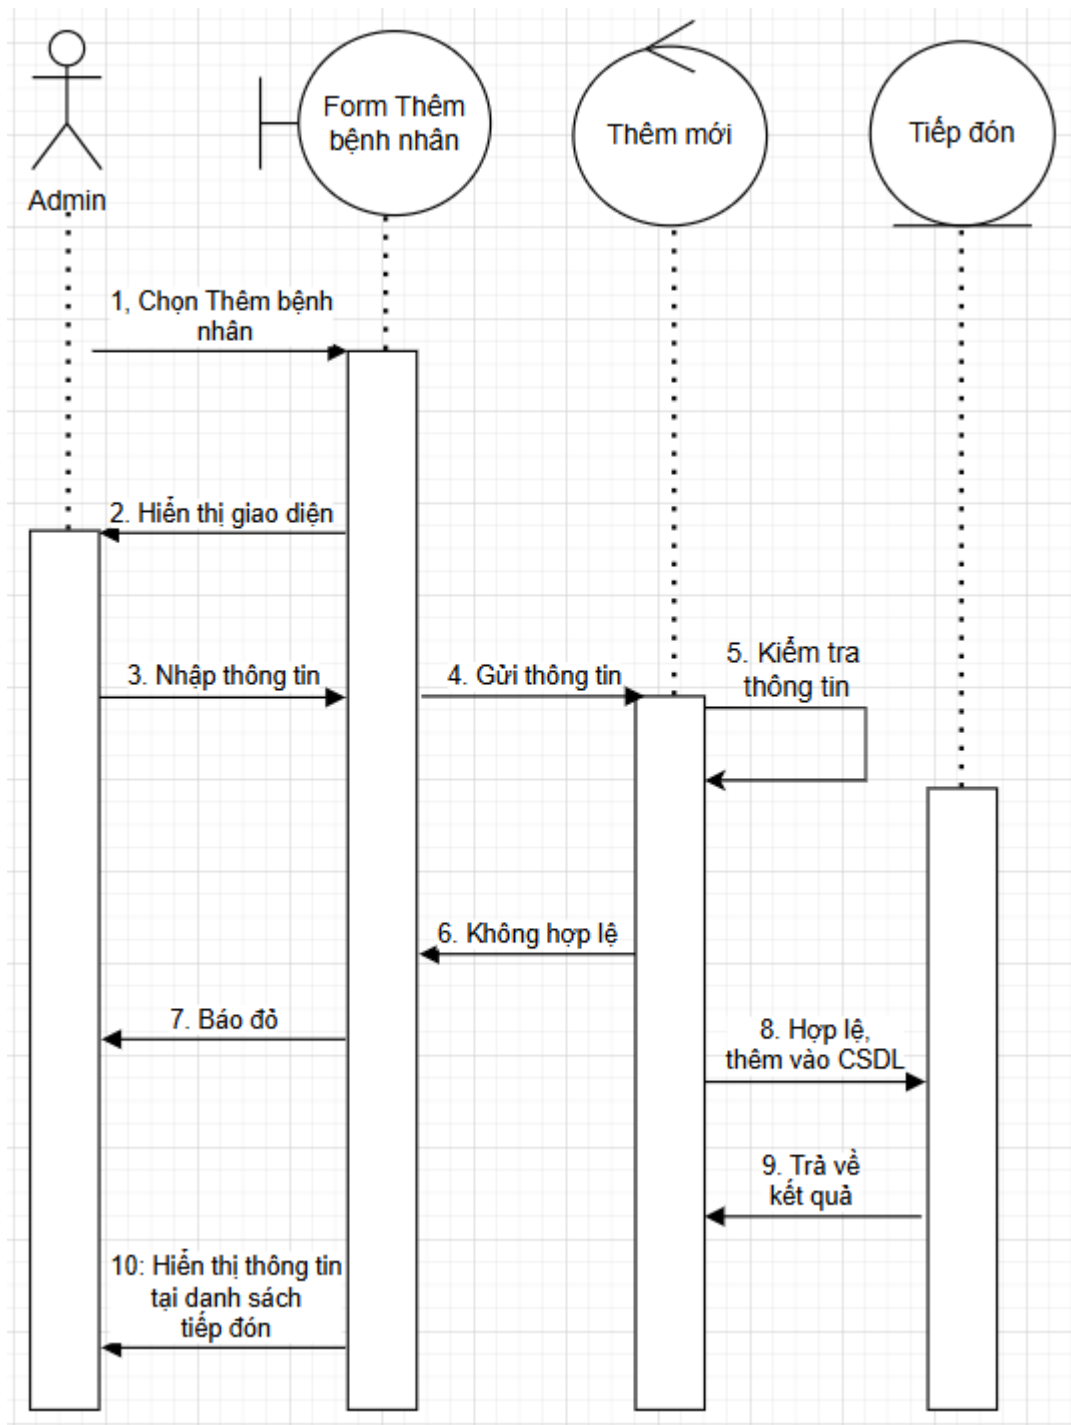 Form Thêm
bệnh nhân
Thêm mới
Tiếp đón
Admin
1, Chọn Thêm bệnh
nhân
2. Hiển thị giao diện
3. Nhập thông tin
4. Gửi thông tin
5. Kiểm tra
thông tin
6. Không hợp lệ
7. Báo đỏ
8. Hợp lệ,
thêm vào CSDL
9. Trả về
kết quả
10: Hiển thị thông tin
tại danh sách
tiếp đón